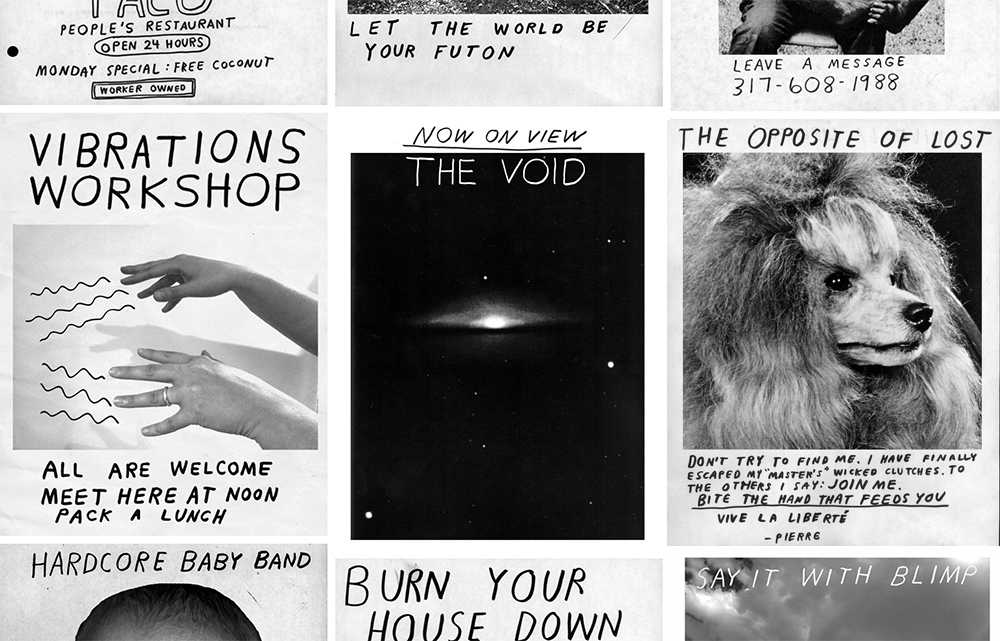 PEOPLE'S RESTAURANT
OPEN 24 HOURS
MONDAY SPECIAL : FREE COCONUT
WORKER OWNED
LET THE WORLD BE
YOUR FUTON
LEAVE A MESSAGE
317-608-1988
VIBRATIONS
WORKSHOP
ALL ARE WELCOME
MEET HERE AT NOON
PACK A LUNCH
NOW ON VIEW
THE VOID
THE OPPOSITE OF LOST
DON'T TRY TO FIND ME. I HAVE FINALLY
ESCAPED MY "MASTER'S" WICKED CLUTCHES. TO
THE OTHERS I SAY: JOIN ME.
BITE THE HAND THAT FEEDS YOU
VIVE LA LIBERTÉ
- PIERRE
HARDCORE BABY BAND
BURN YOUR
HOUSE DOWN
SAY IT WITH BLIMP